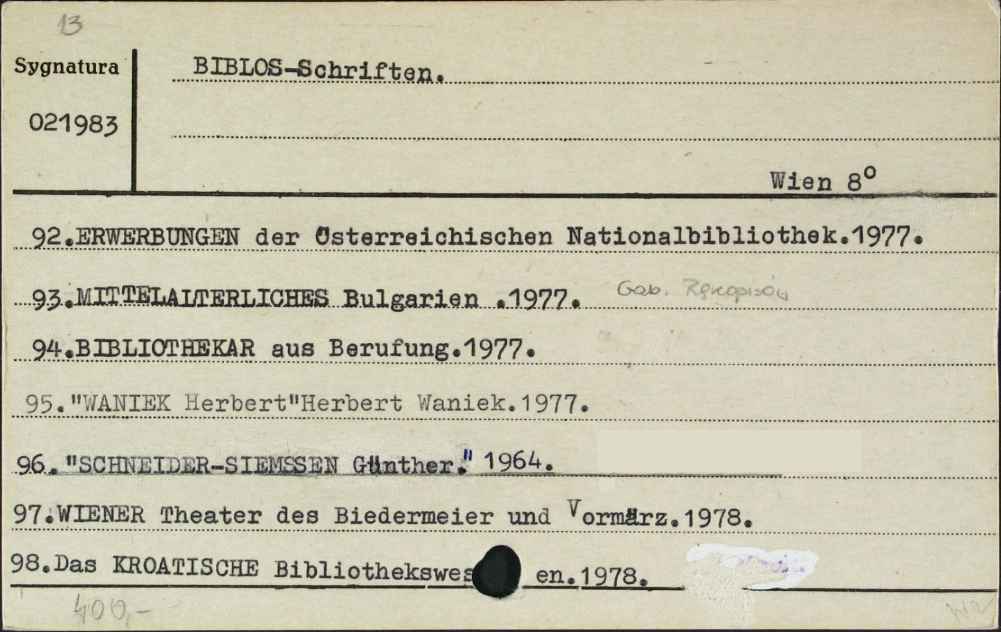 13
Sygnatura
BIBLOS-Schriften.
021983
Wien 8°
92.ERWERBUNGEN der Österreichischen Nationalbibliothek.1977.
93.MITTELALTERLICHES Bulgarien .1977. Gab. Rękopisów
94.BIBLIOTHEKAR aus Berufung.1977.
95."WANIEK Herbert"Herbert Waniek.1977.
96."SCHNEIDER-SIEMSSEN Günther." 1964.
97.WIENER Theater des Biedermeier und Vormärz.1978.
98.Das KROATISCHE Bibliothekswes en.1978.
400,-